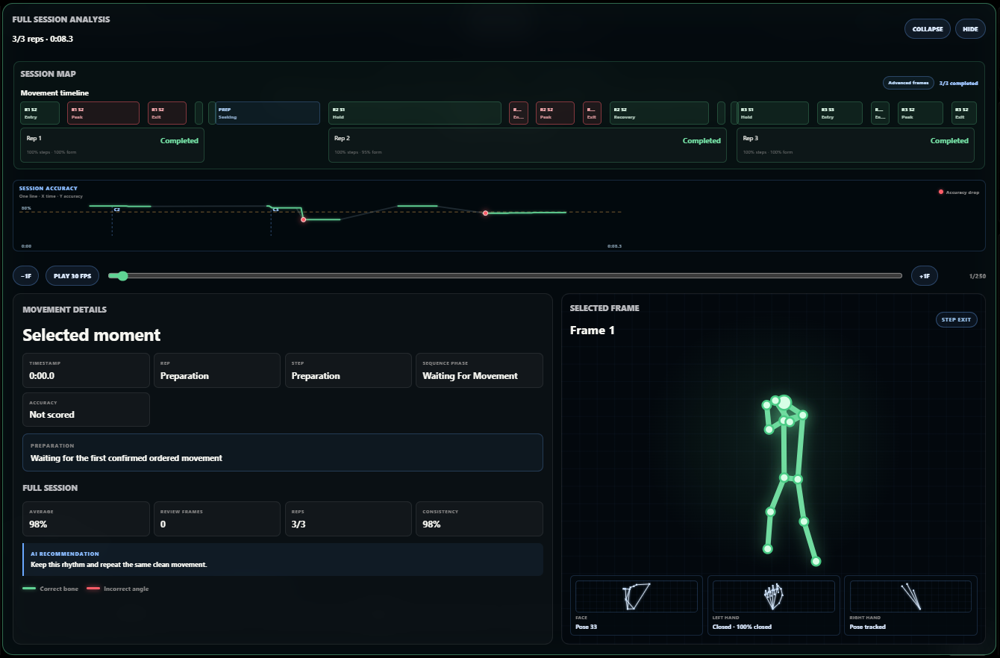 FULL SESSION ANALYSIS
3/3 reps · 0:08.3
COLLAPSE
HIDE
SESSION MAP
Movement timeline
Advanced frames
3/3 completed
R1 S2
Entry
R1 S2
Peak
R1 S2
Exit
PREP
Seeking
R2 S1
Hold
R...
En...
R2 S2
Peak
R...
Exit
R2 S2
Recovery
R3 S1
Hold
R3 S3
Entry
R...
En...
R3 S2
Peak
R3 S2
Exit
Rep 1
Completed
100% steps · 100% form
Rep 2
Completed
100% steps · 95% form
Rep 3
Completed
100% steps · 100% form
SESSION ACCURACY
One line · X time · Y accuracy
Accuracy drop
90%
C2
C3
0:00
0:08.3
−1F
PLAY 30 FPS
+1F
1/250
MOVEMENT DETAILS
Selected moment
TIMESTAMP
0:00.0
REP
Preparation
STEP
Preparation
SEQUENCE PHASE
Waiting For Movement
ACCURACY
Not scored
PREPARATION
Waiting for the first confirmed ordered movement
FULL SESSION
AVERAGE
98%
REVIEW FRAMES
0
REPS
3/3
CONSISTENCY
98%
AI RECOMMENDATION
Keep this rhythm and repeat the same clean movement.
Correct bone
Incorrect angle
SELECTED FRAME
Frame 1
STEP EXIT
FACE
Pose 33
LEFT HAND
Closed · 100% closed
RIGHT HAND
Pose tracked